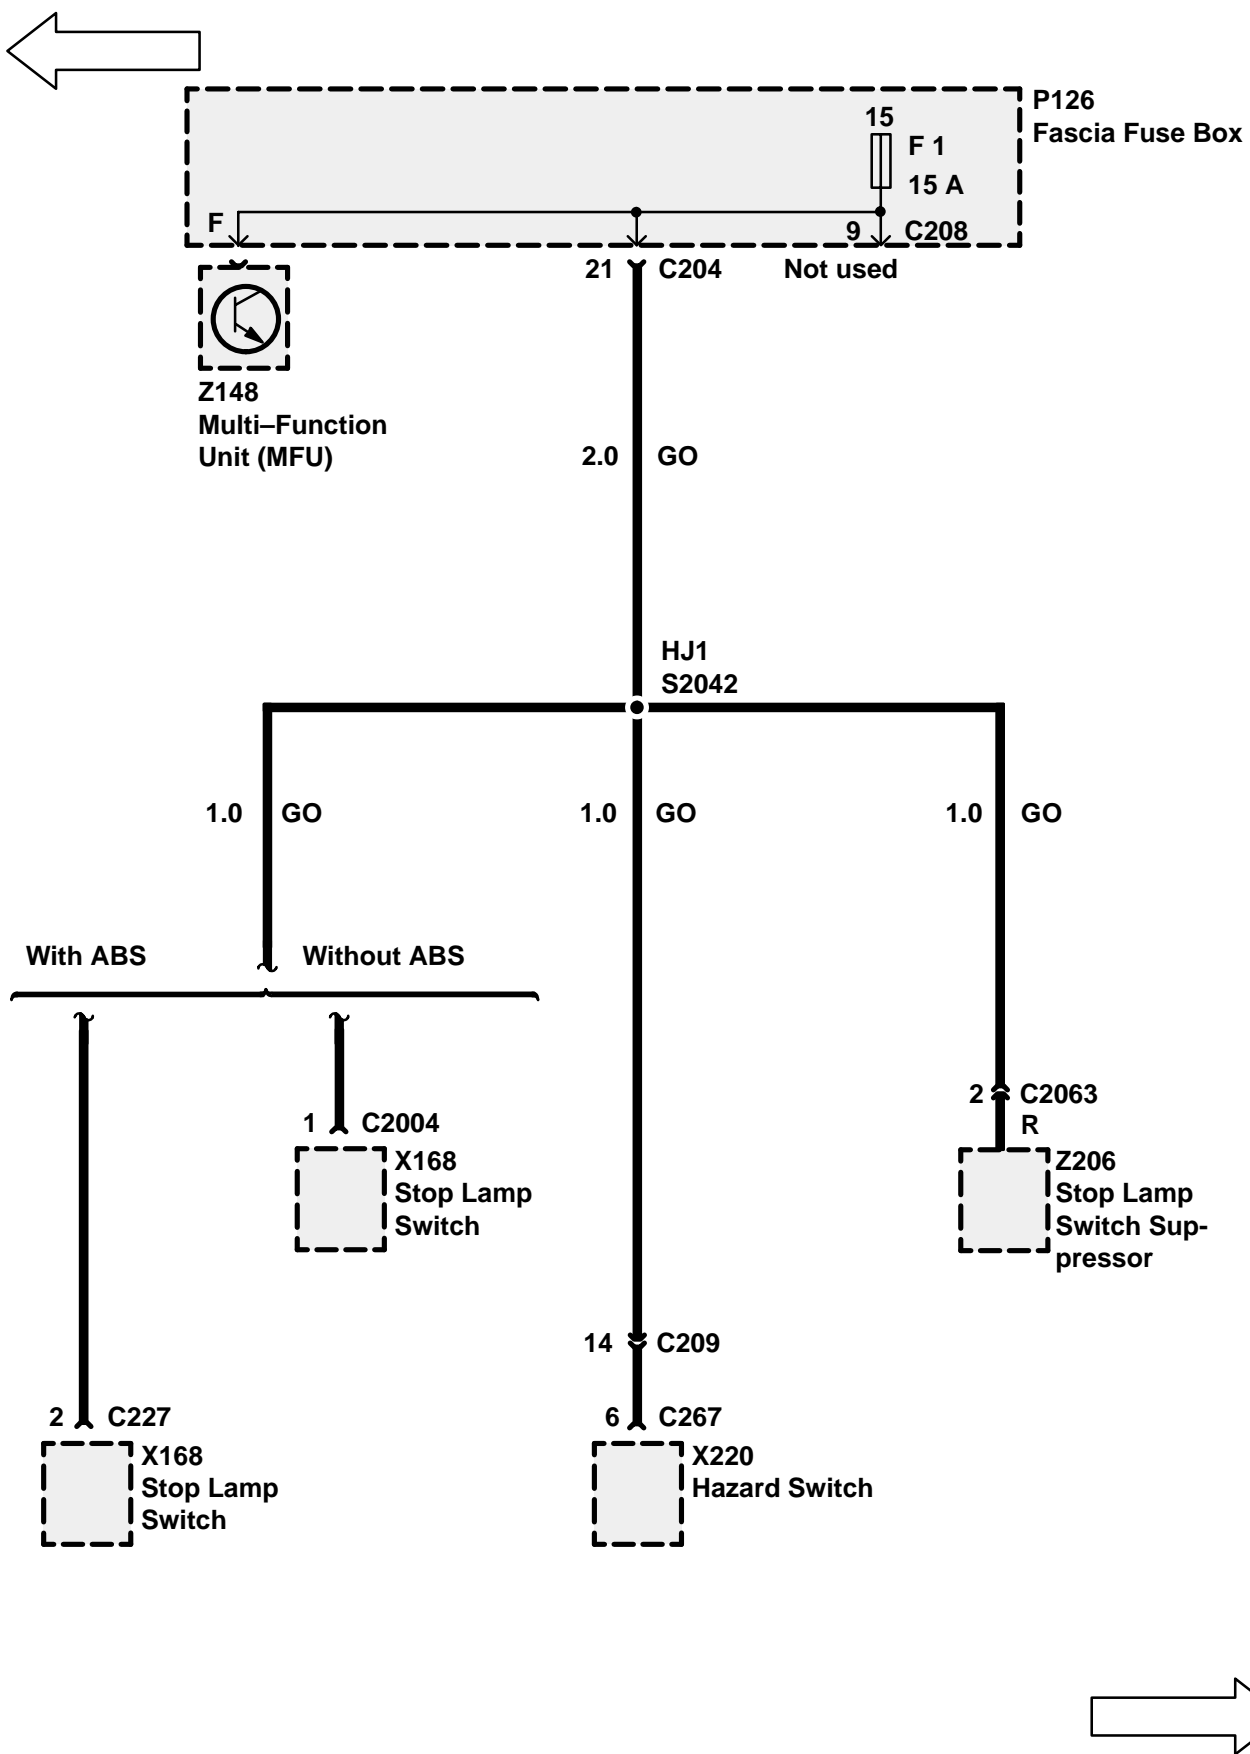 P126
Fascia Fuse Box
15
F 1
15 A
F
9 C208
21 C204 Not used
Z148
Multi–Function
Unit (MFU)
2.0 GO
HJ1
S2042
1.0 GO 1.0 GO 1.0 GO
With ABS Without ABS
2 C2063
R
1 C2004
X168
Stop Lamp
Switch
Z206
Stop Lamp
Switch Sup-
pressor
14 C209
2 C227
6 C267
X168
Stop Lamp
Switch
X220
Hazard Switch